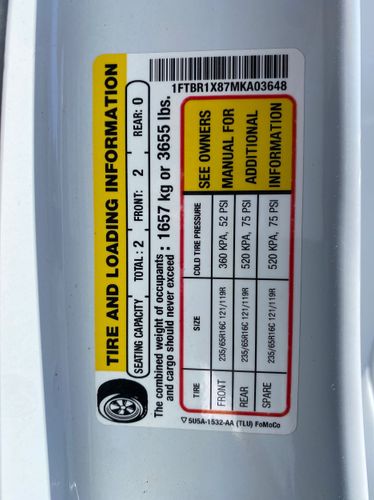 1FTBR1X87MKA03648
TIRE AND LOADING INFORMATION
SEATING CAPACITY TOTAL : 2 FRONT: 2 REAR: 0
The combined weight of occupants : 1657 kg or 3655 lbs.
and cargo should never exceed
TIRE SIZE COLD TIRE PRESSURE SEE OWNERS
FRONT 235/65R16C 121/119R 360 KPA, 52 PSI MANUAL FOR
REAR 235/65R16C 121/119R 520 KPA, 75 PSI ADDITIONAL
SPARE 235/65R16C 121/119R 520 KPA, 75 PSI INFORMATION
5U5A-1532-AA (TLU) FoMoCo